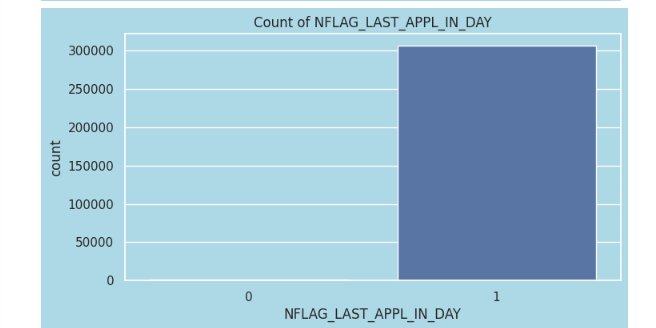 Count of NFLAG_LAST_APPL_IN_DAY
300000
250000
200000
150000
100000
50000
0
count
0 1
NFLAG_LAST_APPL_IN_DAY